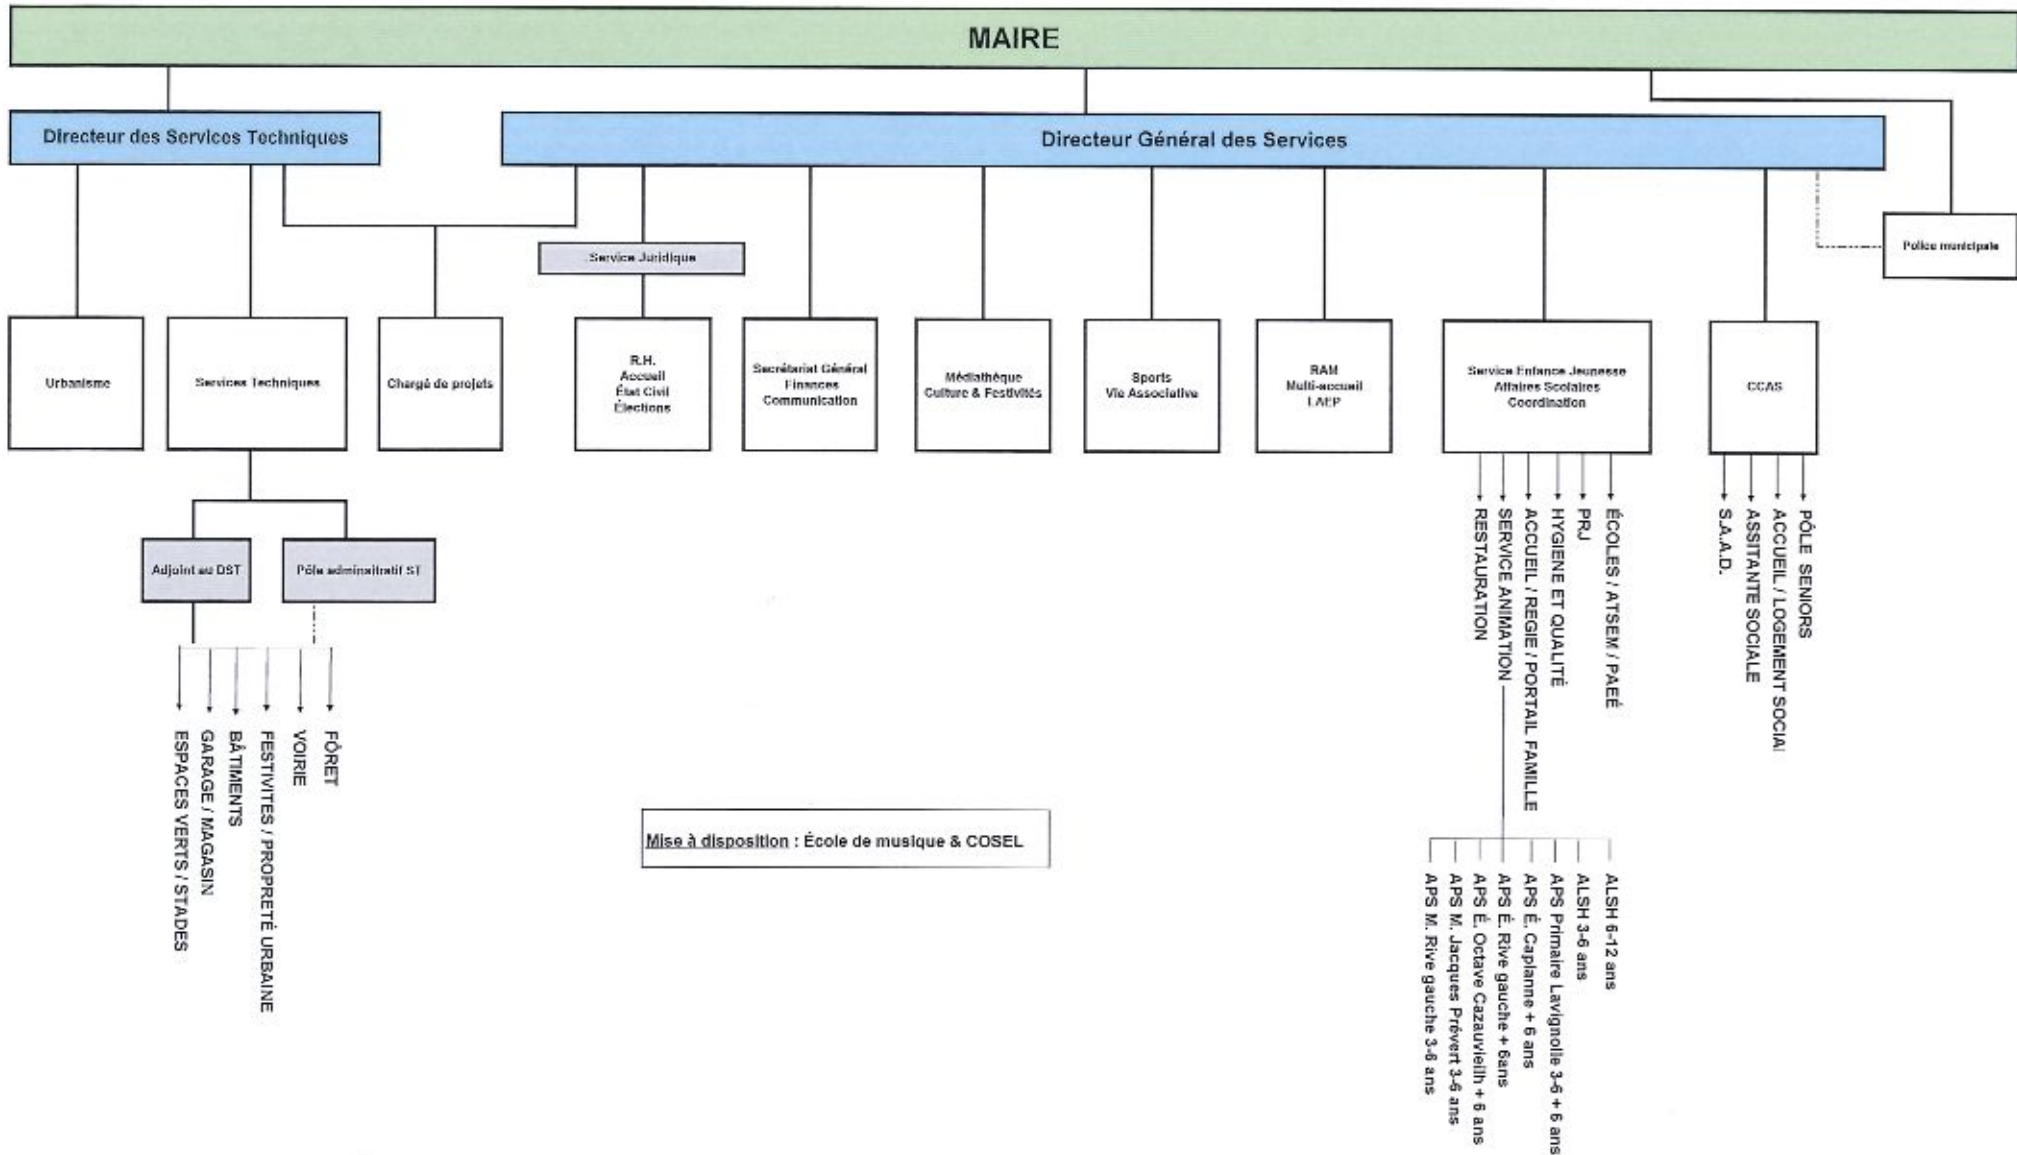 MAIRE
Directeur des Services Techniques
Directeur Général des Services
Police municipale
Service Juridique
Urbanisme
Services Techniques
Chargé de projets
R.H.
Accueil
État Civil
Élections
Secrétariat Général
Finances
Communication
Médiathèque
Culture & Festivités
Sports
Vie Associative
RAM
Multi-accueil
LAEP
Service Enfance Jeunesse
Affaires Scolaires
Coordination
CCAS
Adjoint au DST
Pôle adminsitratif ST
ESPACES VERTS / STADES
GARAGE / MAGASIN
BÂTIMENTS
FESTIVITES / PROPRETÉ URBAINE
VOIRIE
FÔRET
RESTAURATION
SERVICE ANIMATION
ACCUEIL / REGIE / PORTAIL FAMILLE
HYGIENE ET QUALITÉ
PRJ
ÉCOLES / ATSEM / PAEÉ
S.A.A.D.
ASSITANTE SOCIALE
ACCUEIL / LOGEMENT SOCIAL
PÔLE SENIORS
Mise à disposition : École de musique & COSEL
APS M. Rive gauche 3-6 ans
APS M. Jacques Prévert 3-6 ans
APS É. Octave Cazauvieilh + 6 ans
APS É. Rive gauche + 6ans
APS É. Caplanne + 6 ans
APS Primaire Lavignolle 3-6 + 6 ans
ALSH 3-6 ans
ALSH 6-12 ans